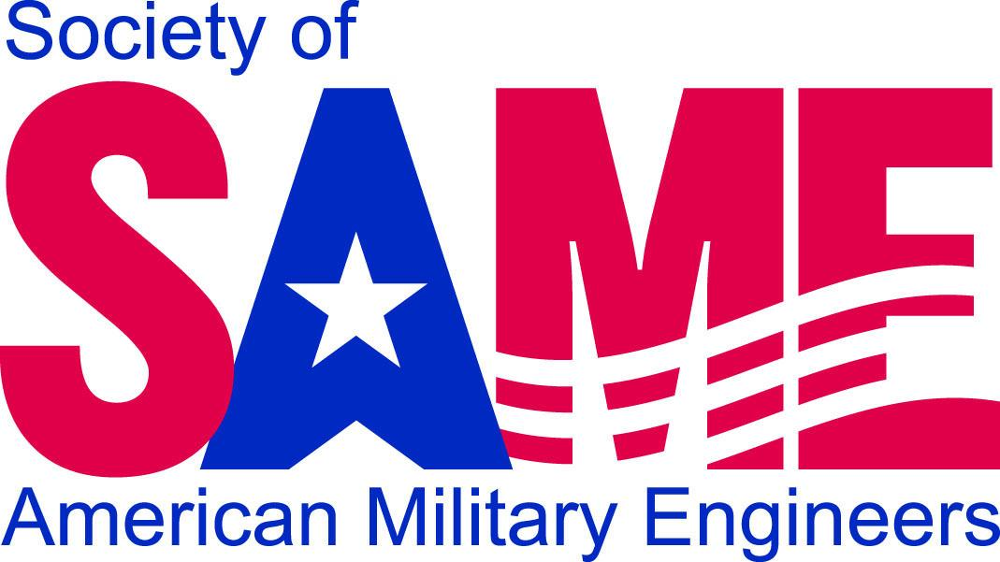 Society of
SAME
American Military Engineers